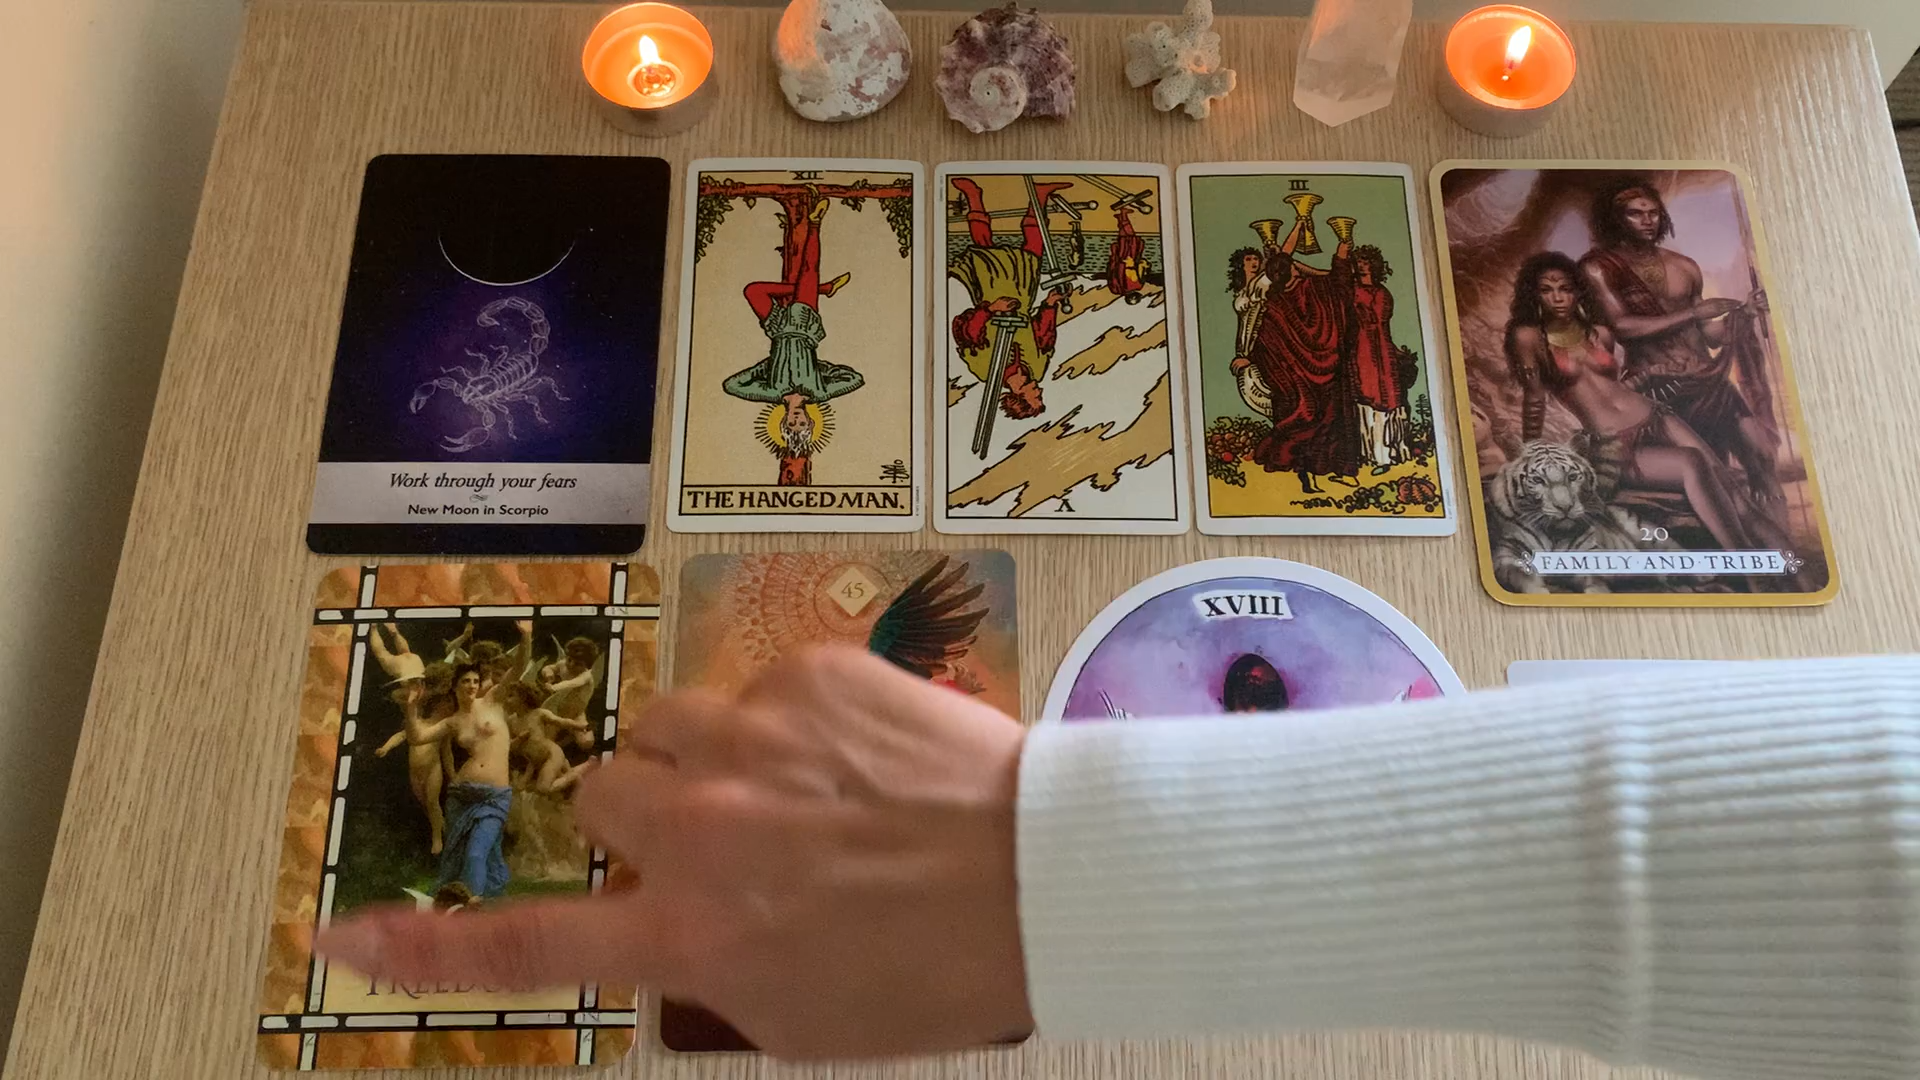 XII
III
Work through your fears
New Moon in Scorpio
THE HANGED MAN.
V
20
FAMILY AND TRIBE
45
XVIII
FREEDOM